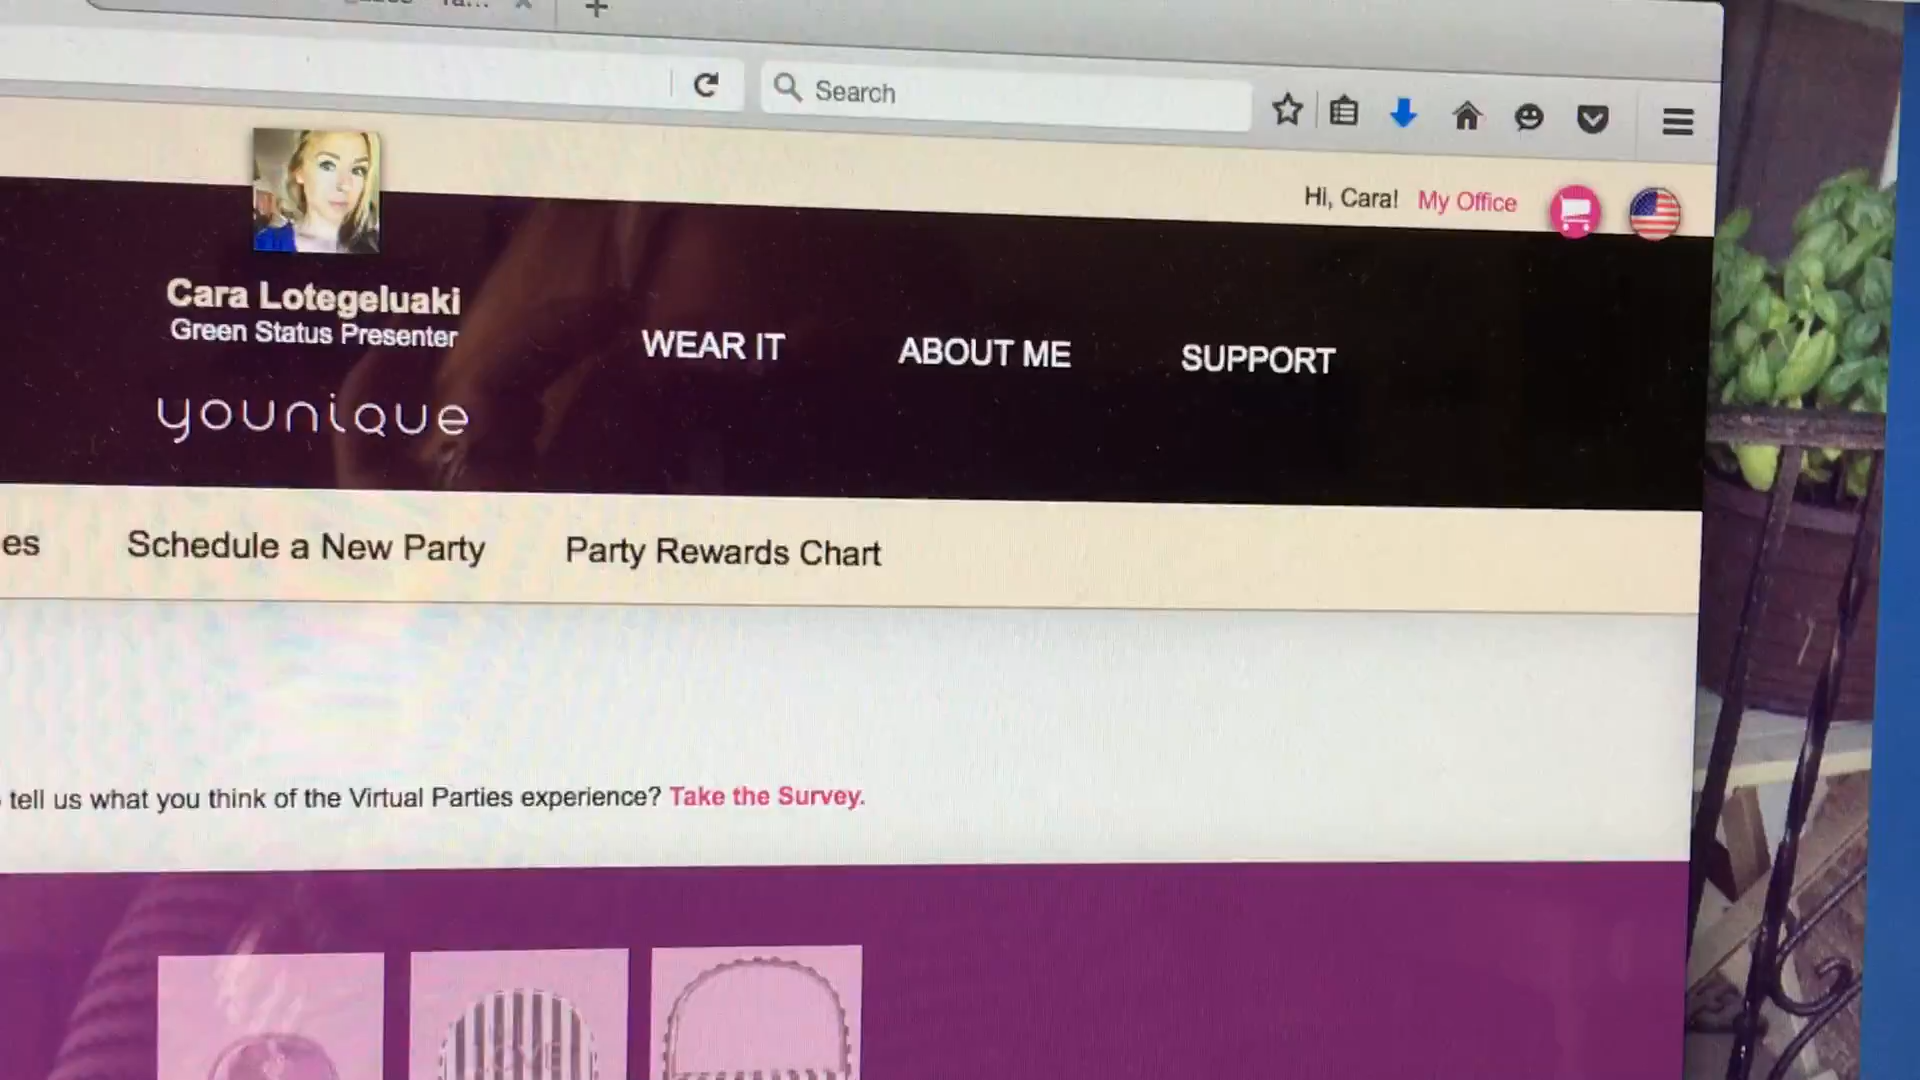 Search
Hi, Cara! My Office
Cara Lotegeluaki
Green Status Presenter
WEAR IT ABOUT ME SUPPORT
younique
es Schedule a New Party Party Rewards Chart
tell us what you think of the Virtual Parties experience? Take the Survey.
LOVE